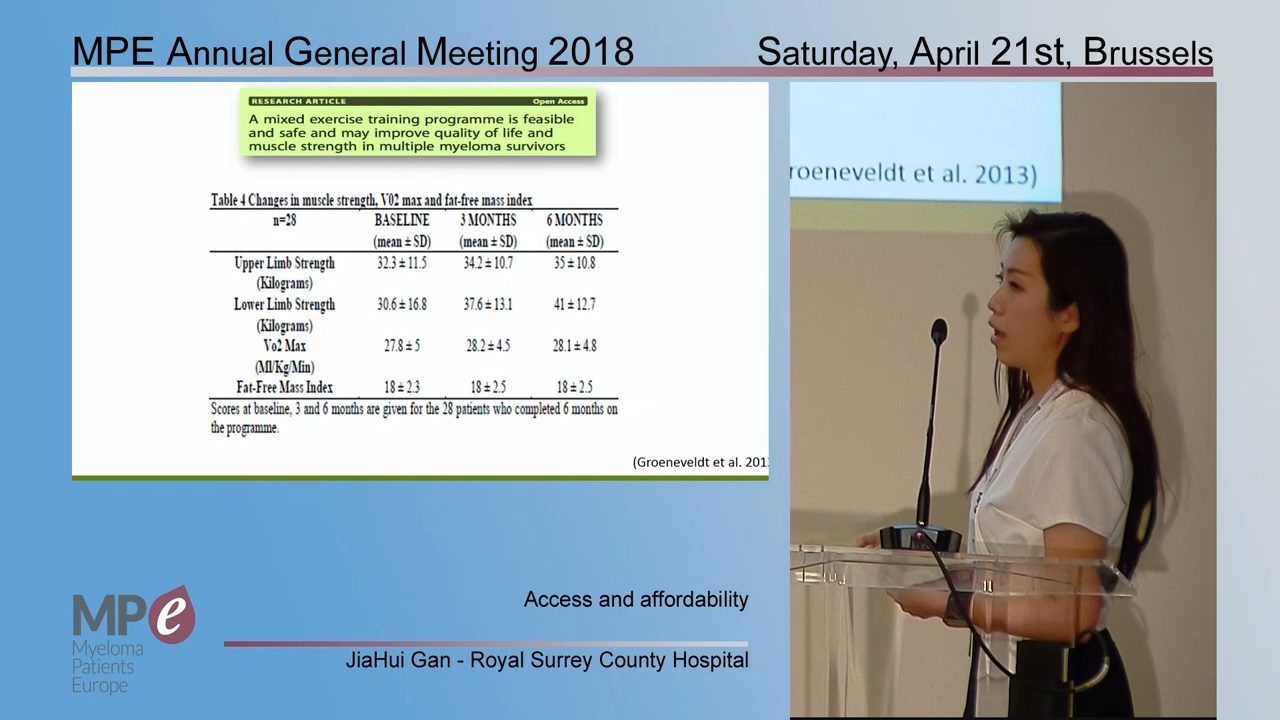 MPE Annual General Meeting 2018
Saturday, April 21st, Brussels
RESEARCH ARTICLE Open Access
A mixed exercise training programme is feasible
and safe and may improve quality of life and
muscle strength in multiple myeloma survivors
Table 4 Changes in muscle strength, V02 max and fat-free mass index
n=28 BASELINE 3 MONTHS 6 MONTHS
(mean ± SD) (mean ± SD) (mean ± SD)
Upper Limb Strength 32.3 ± 11.5 34.2 ± 10.7 35 ± 10.8
(Kilograms)
Lower Limb Strength 30.6 ± 16.8 37.6 ± 13.1 41 ± 12.7
(Kilograms)
Vo2 Max 27.8 ± 5 28.2 ± 4.5 28.1 ± 4.8
(Ml/Kg/Min)
Fat-Free Mass Index 18 ± 2.3 18 ± 2.5 18 ± 2.5
Scores at baseline, 3 and 6 months are given for the 28 patients who completed 6 months on
the programme.
(Groeneveldt et al. 201
roeneveldt et al. 2013)
Access and affordability
JiaHui Gan - Royal Surrey County Hospital
MPe
Myeloma
Patients
Europe